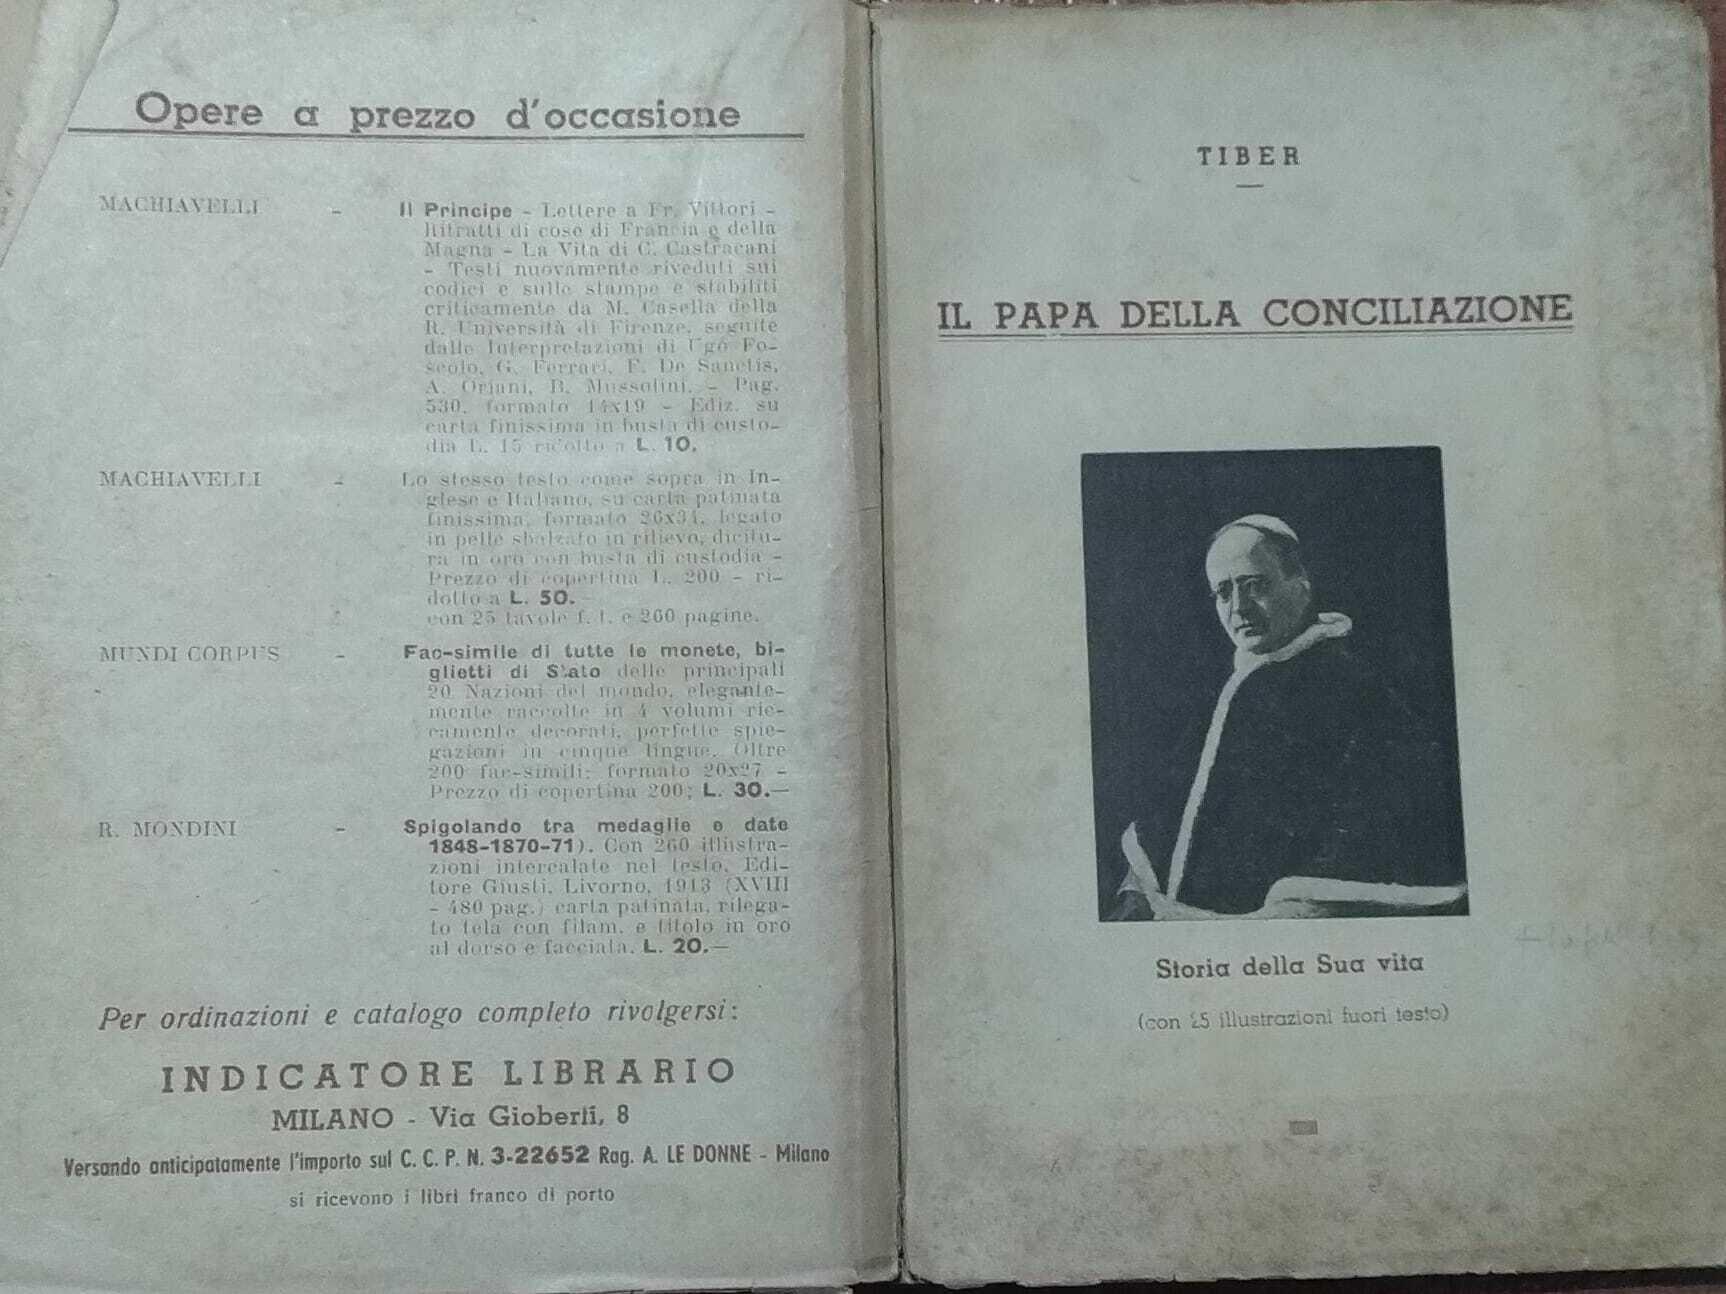 Opere a prezzo d'occasione
MACHIAVELLI - Il Principe - Lettere a Fr. Vittori -
Ritratti di cose di Francia e della
Magna - La Vita di C. Castracani
- Testi nuovamente riveduti sui
codici e sulle stampe e stabiliti
criticamente da M. Casella della
R. Università di Firenze, seguite
dalle Interpretazioni di Ugo Fo-
scolo, G. Ferrari, F. De Sanctis,
A. Oriani, B. Mussolini. - Pag.
530, formato 14x19 - Ediz. su
carta finissima in busta di custo-
dia L. 15 ridotto a L. 10.
MACHIAVELLI - Lo stesso testo come sopra in In-
glese e Italiano, su carta patinata
finissima, formato 26x34, legato
in pelle sbalzato in rilievo, dicitu-
ra in oro con busta di custodia -
Prezzo di copertina L. 200 - ri-
dotto a L. 50.-
con 25 tavole f. t. e 260 pagine.
MUNDI CORPUS - Fac-simile di tutte le monete, bi-
glietti di Stato delle principali
20 Nazioni del mondo, elegante-
mente raccolte in 4 volumi ric-
camente decorati, perfette spie-
gazioni in cinque lingue. Oltre
200 fac-simili; formato 20x27 -
Prezzo di copertina 200; L. 30.—
R. MONDINI - Spigolando tra medaglie e date
1848-1870-71). Con 260 illustra-
zioni intercalate nel testo, Edi-
tore Giusti, Livorno, 1913 (XVIII
- 480 pag.) carta patinata, rilega-
to tela con filam. e titolo in oro
al dorso e facciata. L. 20.—
Per ordinazioni e catalogo completo rivolgersi:
INDICATORE LIBRARIO
MILANO - Via Gioberti, 8
Versando anticipatamente l'importo sul C. C. P. N. 3-22652 Rag. A. LE DONNE - Milano
si ricevono i libri franco di porto
TIBER
IL PAPA DELLA CONCILIAZIONE
Storia della Sua vita
(con 25 illustrazioni fuori testo)